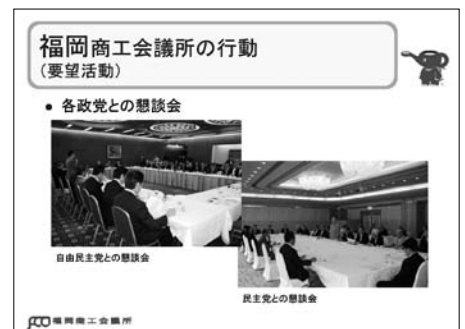 福岡商工会議所の行動
(要望活動)
● 各政党との懇談会
自由民主党との懇談会
民主党との懇談会
福岡商工会議所